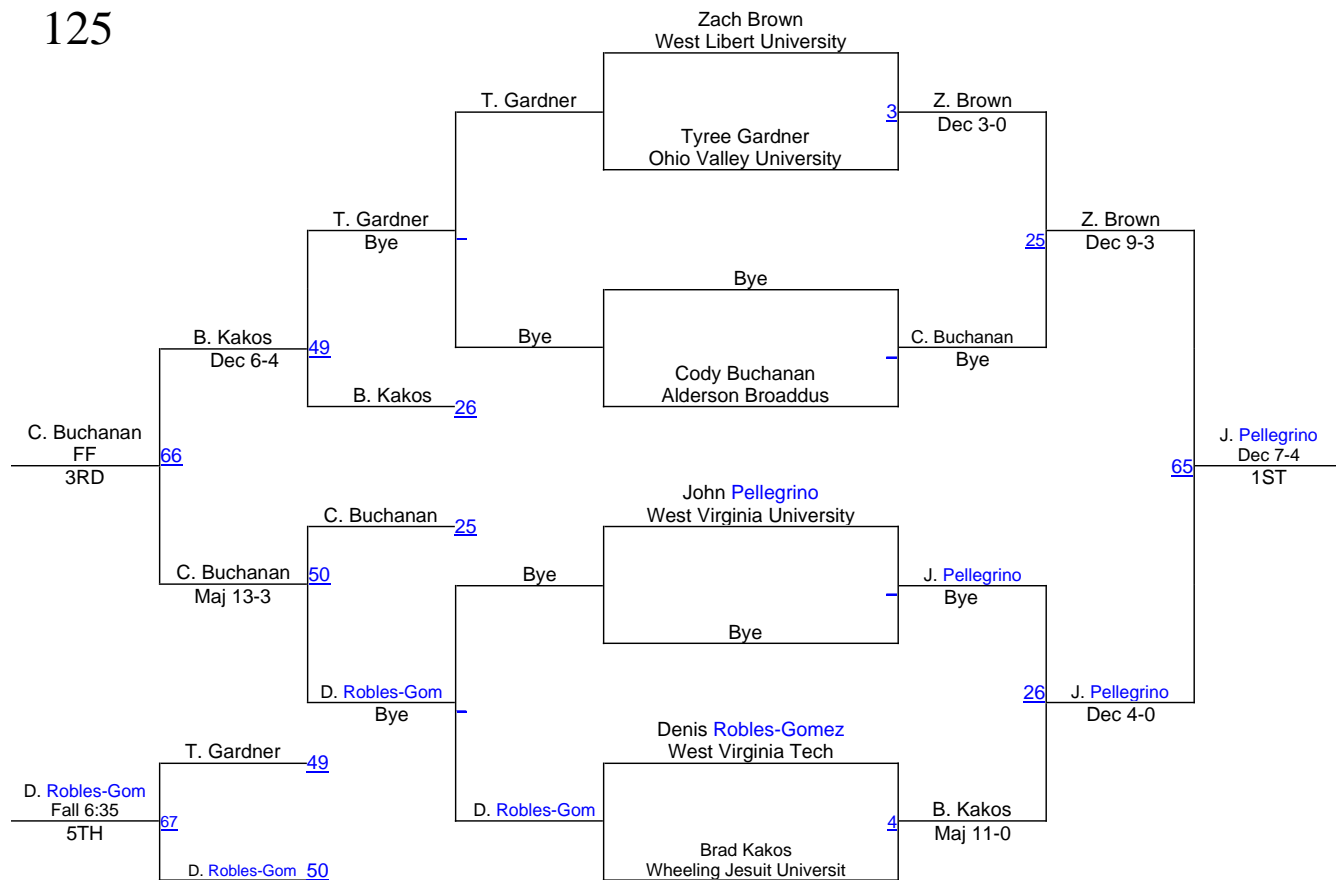 125
Zach Brown
West Libert University
T. Gardner
3
Z. Brown
Dec 3-0
Tyree Gardner
Ohio Valley University
T. Gardner
Bye
–
25
Z. Brown
Dec 9-3
Bye
B. Kakos
Dec 6-4
49
Bye
–
C. Buchanan
Bye
Cody Buchanan
Alderson Broaddus
B. Kakos
26
C. Buchanan
FF
3RD
66
65
J. Pellegrino
Dec 7-4
1ST
John Pellegrino
West Virginia University
C. Buchanan
25
C. Buchanan
Maj 13-3
50
Bye
–
J. Pellegrino
Bye
Bye
D. Robles-Gom
Bye
–
26
J. Pellegrino
Dec 4-0
Denis Robles-Gomez
West Virginia Tech
T. Gardner
49
D. Robles-Gom
Fall 6:35
5TH
67
D. Robles-Gom
4
B. Kakos
Maj 11-0
Brad Kakos
Wheeling Jesuit Universit
D. Robles-Gom
50